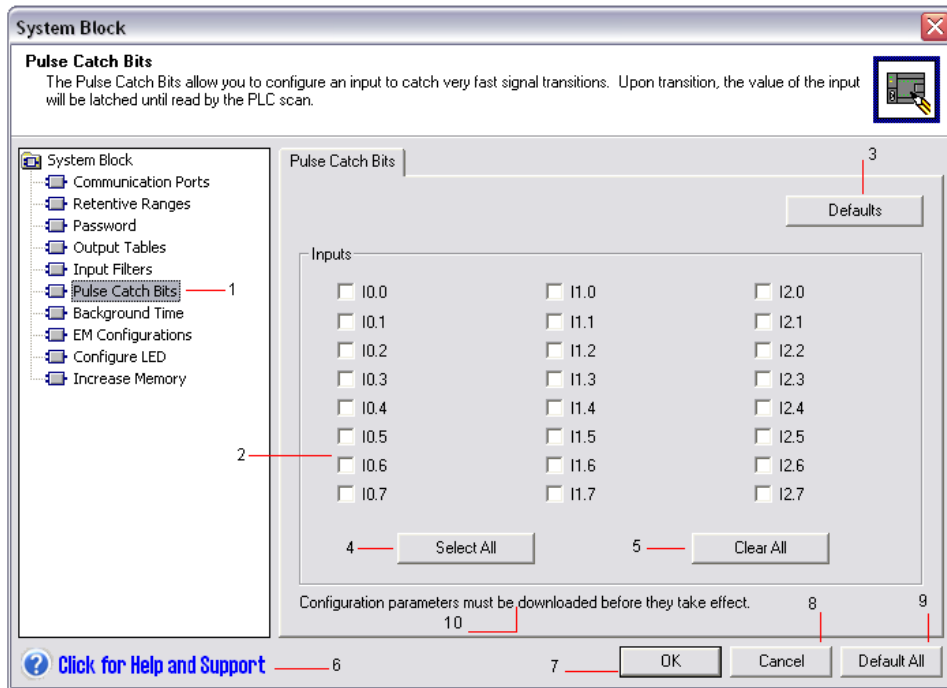 System Block
Pulse Catch Bits
The Pulse Catch Bits allow you to configure an input to catch very fast signal transitions. Upon transition, the value of the input
will be latched until read by the PLC scan.
System Block
Communication Ports
Retentive Ranges
Password
Output Tables
Input Filters
Pulse Catch Bits 1
Background Time
EM Configurations
Configure LED
Increase Memory
Pulse Catch Bits
3
Defaults
Inputs
I0.0 I1.0 I2.0
I0.1 I1.1 I2.1
I0.2 I1.2 I2.2
I0.3 I1.3 I2.3
I0.4 I1.4 I2.4
I0.5 I1.5 I2.5
2 I0.6 I1.6 I2.6
I0.7 I1.7 I2.7
4 Select All 5 Clear All
Configuration parameters must be downloaded before they take effect.
10 8 9
Click for Help and Support 6 7 OK Cancel Default All